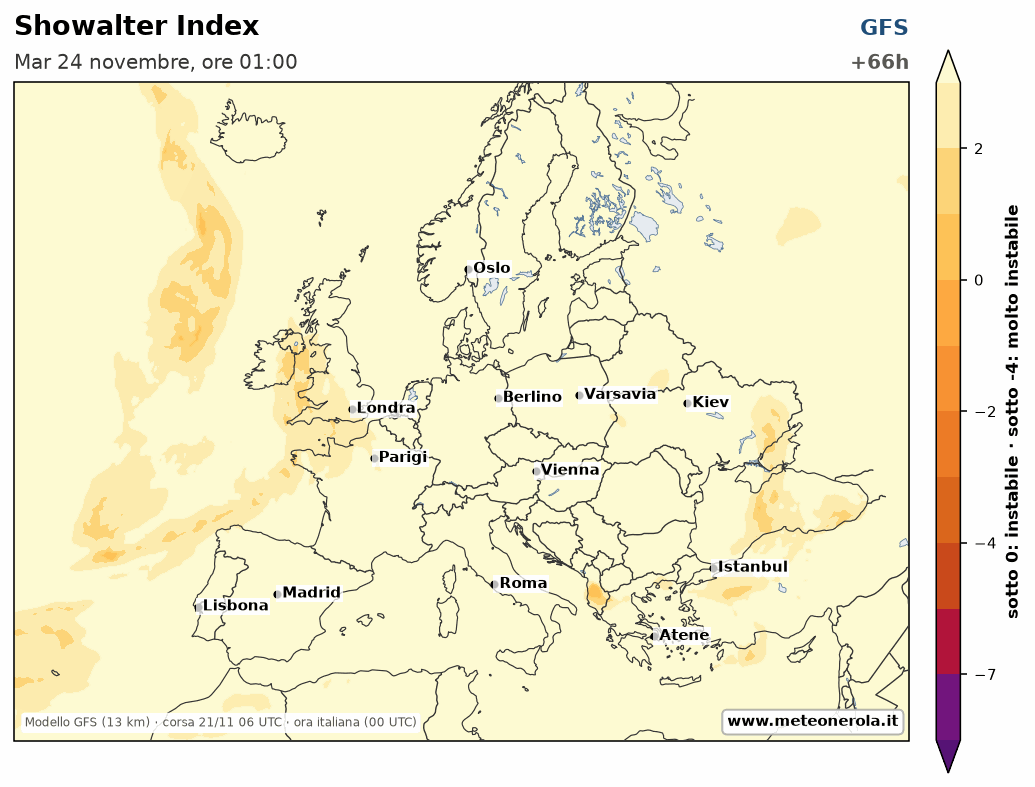 Showalter Index
GFS
Mar 24 novembre, ore 01:00
+66h
Oslo
Londra
Berlino
Varsavia
Kiev
Parigi
Vienna
Istanbul
Madrid
Roma
Lisbona
Atene
Modello GFS (13 km) · corsa 21/11 06 UTC · ora italiana (00 UTC)
www.meteonerola.it
2
0
−2
−4
−7
sotto 0: instabile · sotto -4: molto instabile